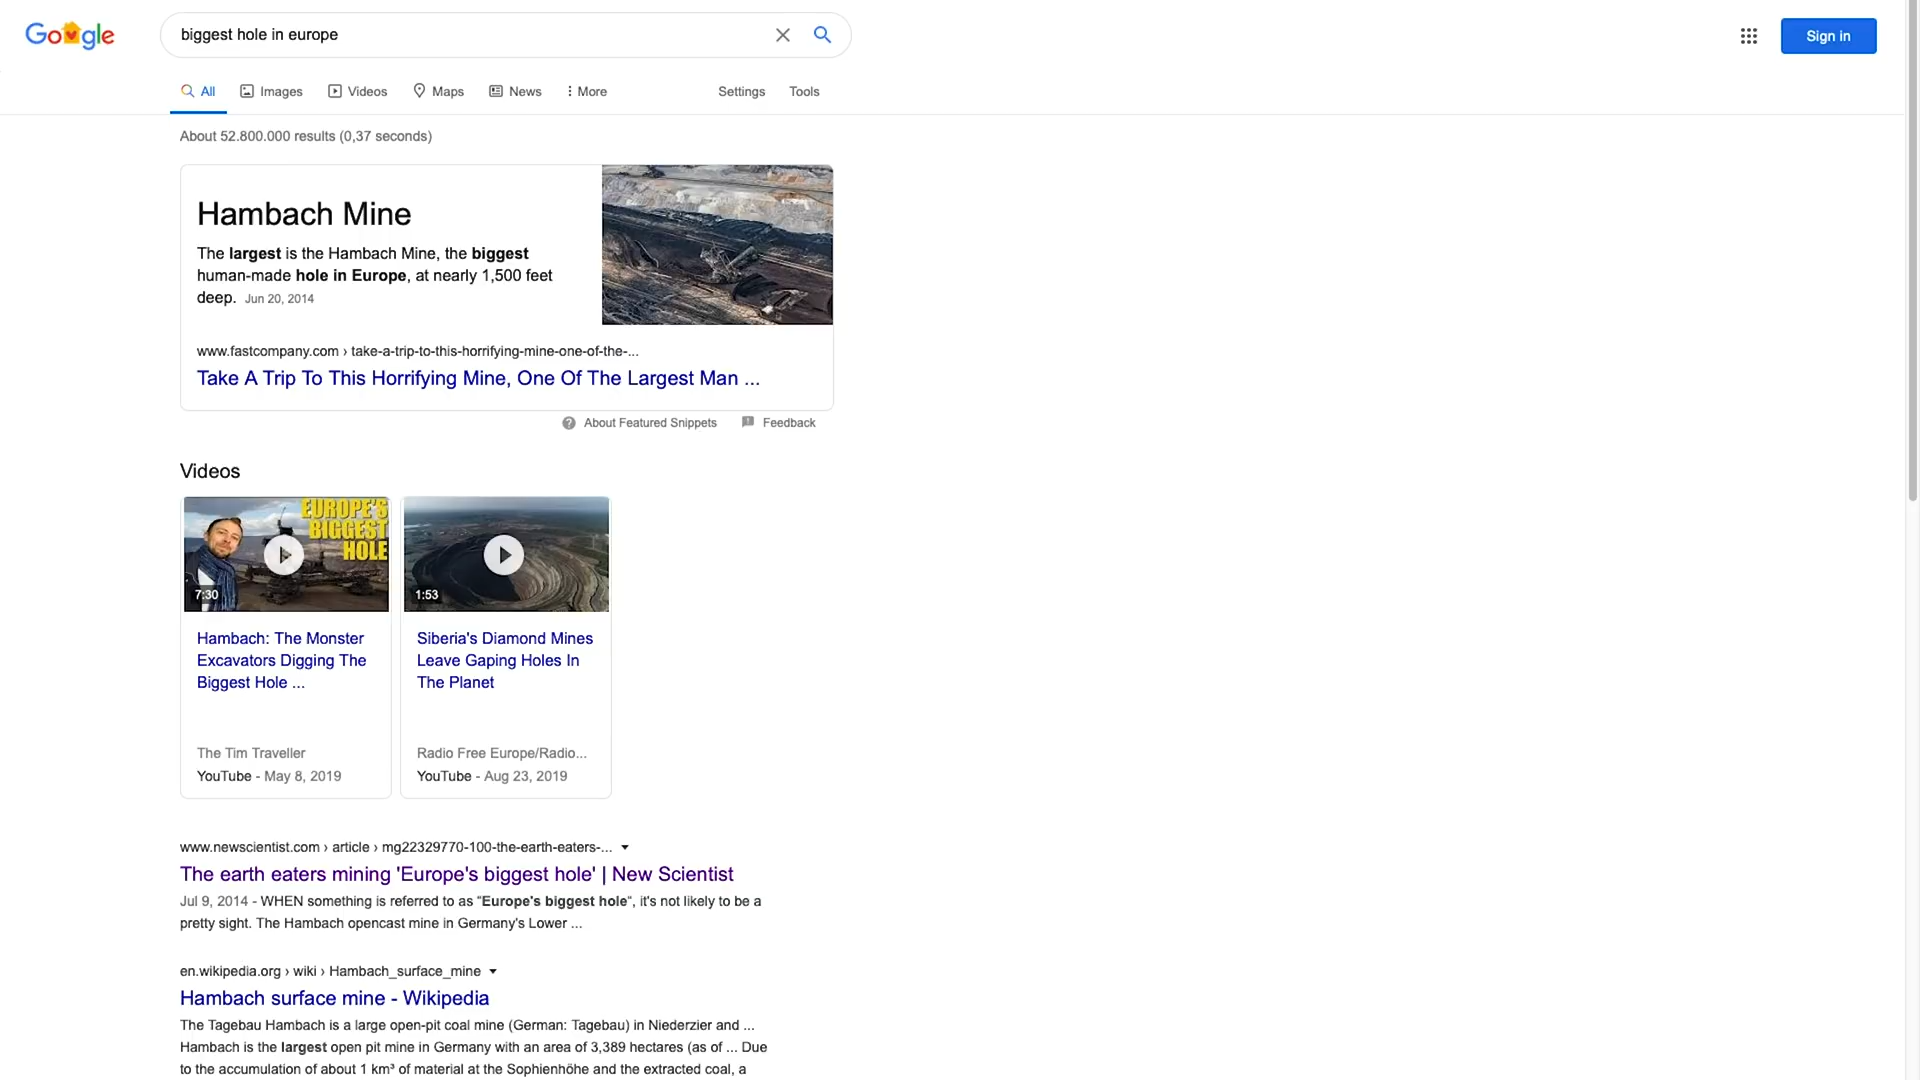 Google
biggest hole in europe
Sign in
All
Images
Videos
Maps
News
More
Settings
Tools
About 52.800.000 results (0,37 seconds)
Hambach Mine
The largest is the Hambach Mine, the biggest
human-made hole in Europe, at nearly 1,500 feet
deep. Jun 20, 2014
www.fastcompany.com › take-a-trip-to-this-horrifying-mine-one-of-the-...
Take A Trip To This Horrifying Mine, One Of The Largest Man ...
About Featured Snippets
Feedback
Videos
EUROPE'S
BIGGEST
HOLE
7:30
Hambach: The Monster
Excavators Digging The
Biggest Hole ...
The Tim Traveller
YouTube - May 8, 2019
1:53
Siberia's Diamond Mines
Leave Gaping Holes In
The Planet
Radio Free Europe/Radio...
YouTube - Aug 23, 2019
www.newscientist.com › article › mg22329770-100-the-earth-eaters-...
The earth eaters mining 'Europe's biggest hole' | New Scientist
Jul 9, 2014 - WHEN something is referred to as "Europe's biggest hole", it's not likely to be a
pretty sight. The Hambach opencast mine in Germany's Lower ...
en.wikipedia.org › wiki › Hambach_surface_mine
Hambach surface mine - Wikipedia
The Tagebau Hambach is a large open-pit coal mine (German: Tagebau) in Niederzier and ...
Hambach is the largest open pit mine in Germany with an area of 3,389 hectares (as of ... Due
to the accumulation of about 1 km³ of material at the Sophienhöhe and the extracted coal, a